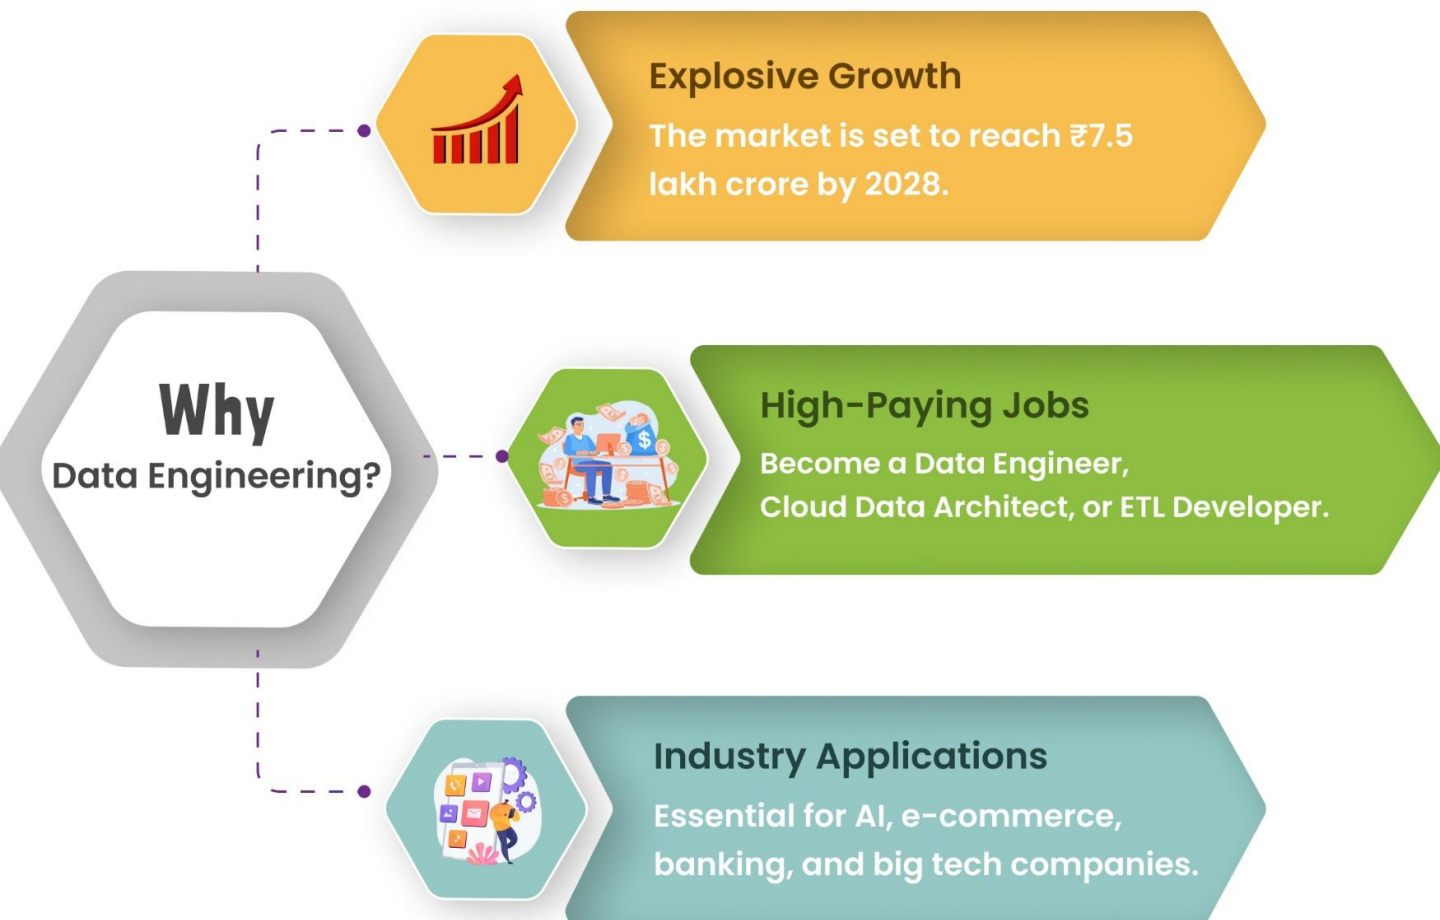 Explosive Growth
The market is set to reach ₹7.5
lakh crore by 2028.
Why
Data Engineering?
High-Paying Jobs
Become a Data Engineer,
Cloud Data Architect, or ETL Developer.
Industry Applications
Essential for AI, e-commerce,
banking, and big tech companies.